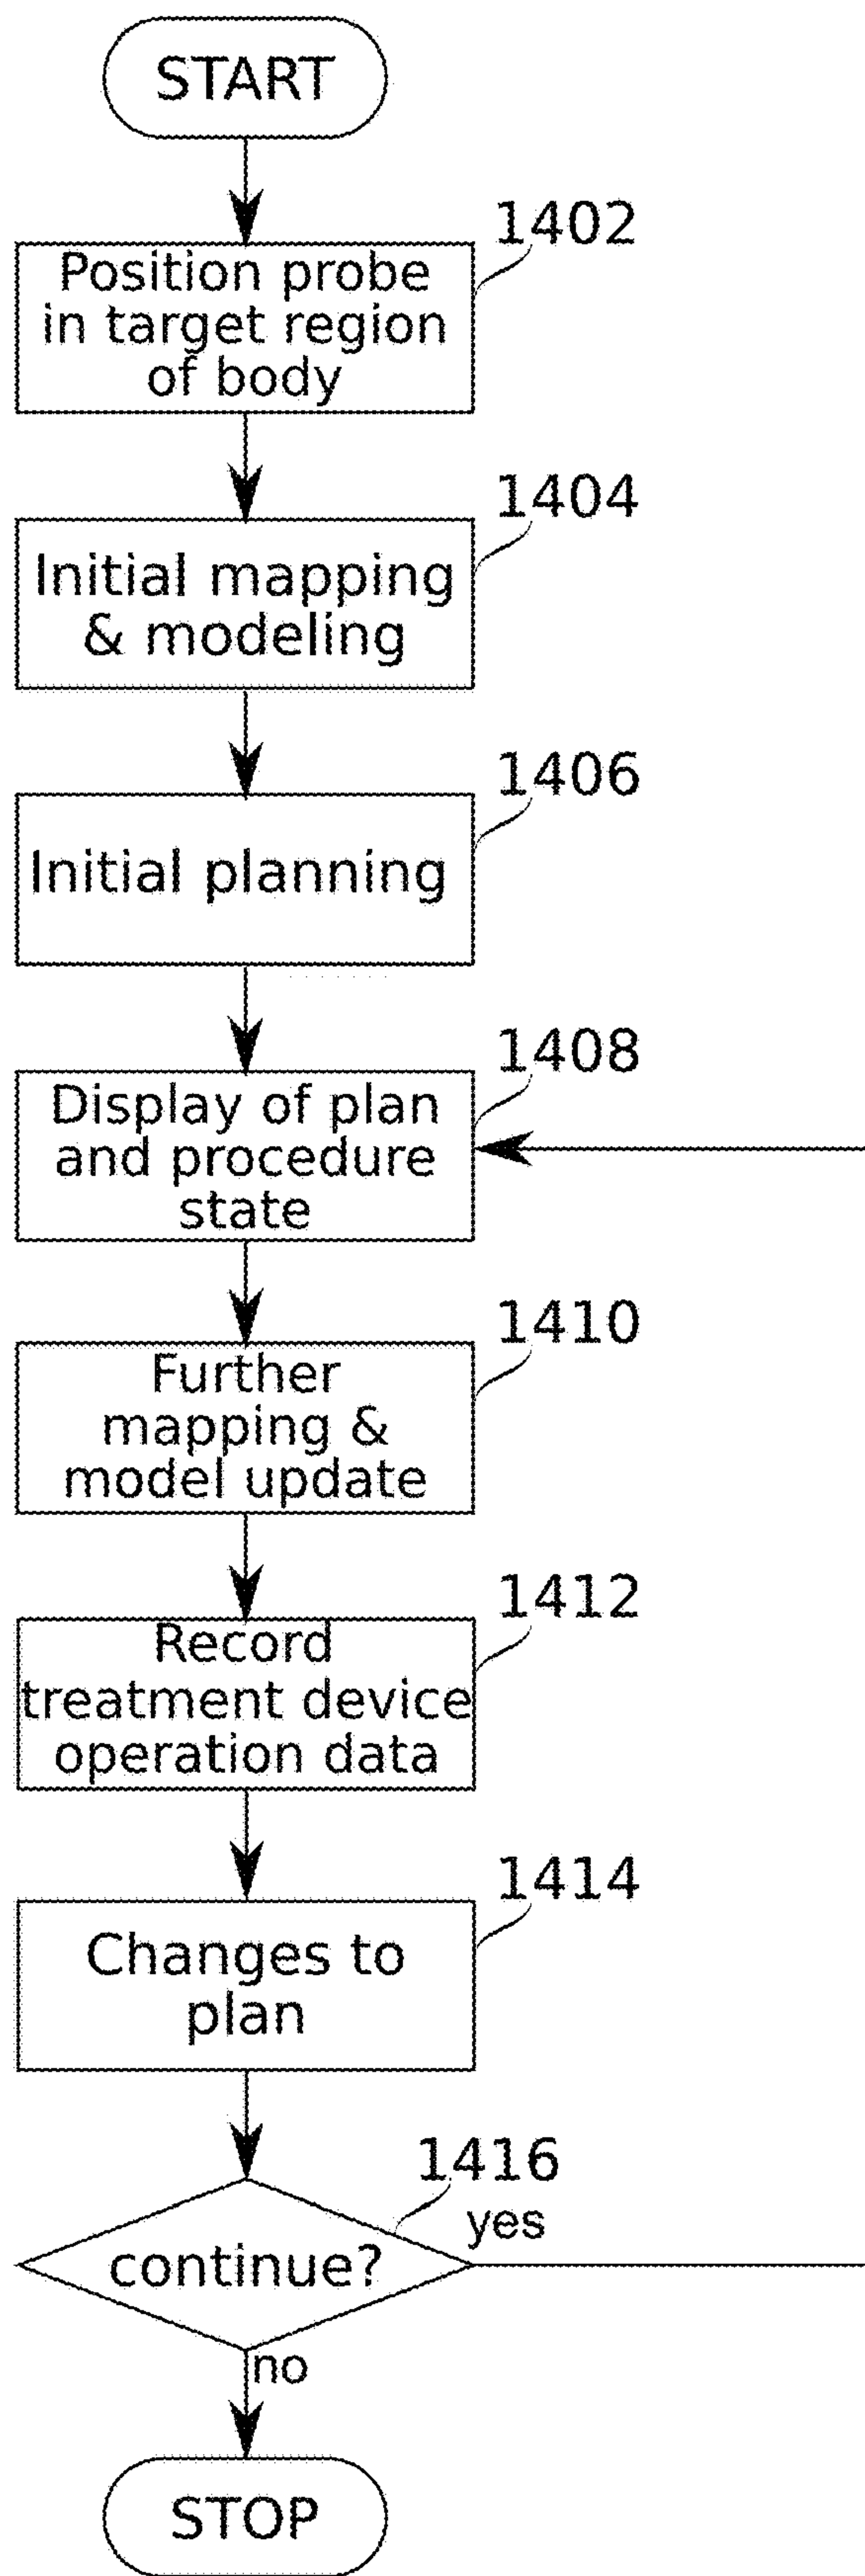 START
1402
Position probe
in target region
of body
1404
Initial mapping
& modeling
1406
Initial planning
1408
Display of plan
and procedure
state
1410
Further
mapping &
model update
1412
Record
treatment device
operation data
1414
Changes to
plan
1416
yes
continue?
no
STOP